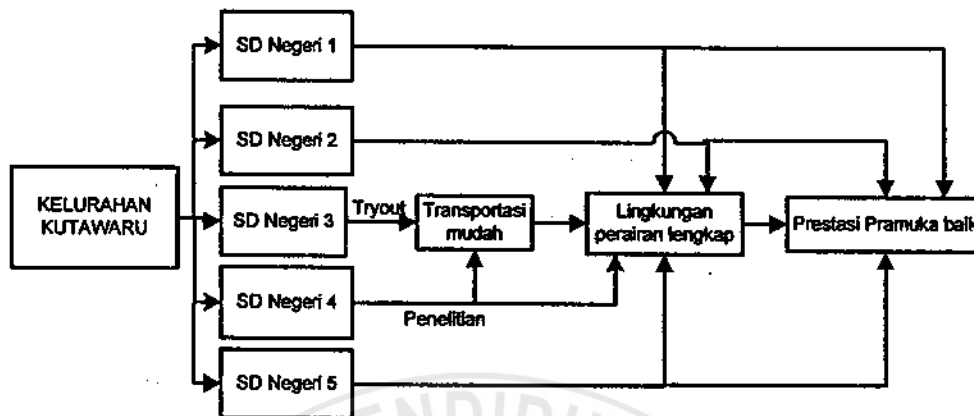 SD Negeri 1
SD Negeri 2
KELURAHAN
KUTAWARU
SD Negeri 3
Tryout
Transportasi
mudah
Lingkungan
perairan lengkap
Prestasi Pramuka baik
SD Negeri 4
Penelitian
SD Negeri 5
PENDIDI